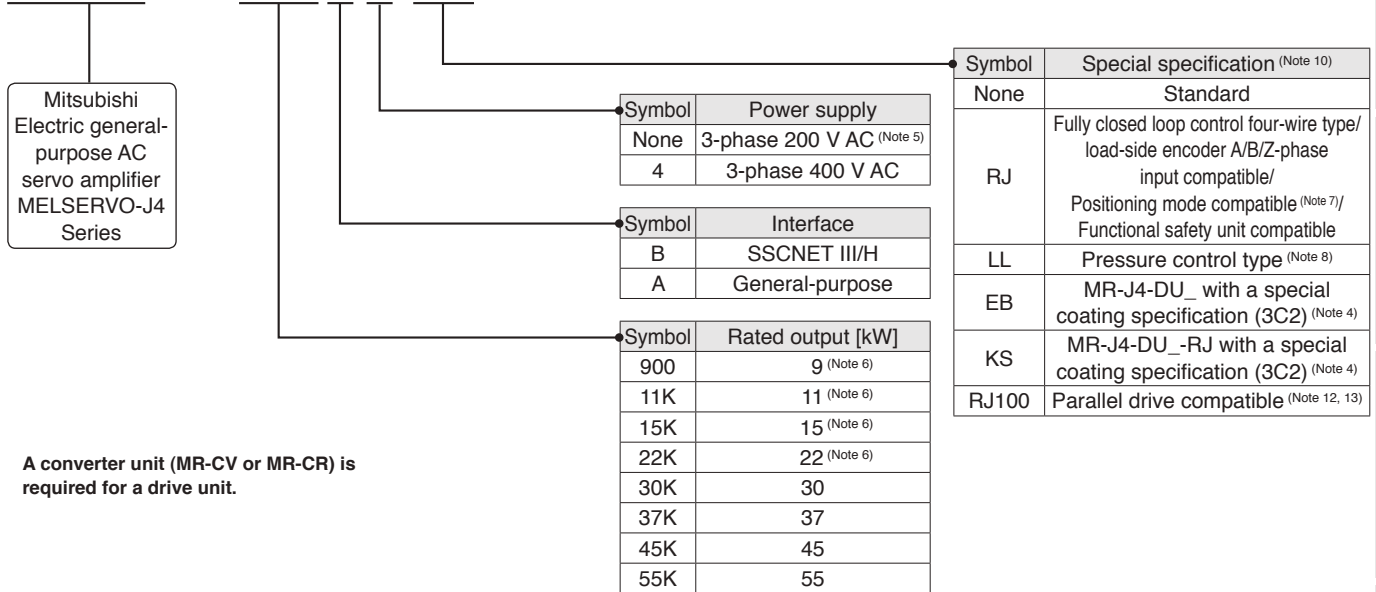 Mitsubishi
Electric general-
purpose AC
servo amplifier
MELSERVO-J4
Series
A converter unit (MR-CV or MR-CR) is
required for a drive unit.
Symbol Power supply
None 3-phase 200 V AC (Note 5)
4 3-phase 400 V AC
Symbol Interface
B SSCNET III/H
A General-purpose
Symbol Rated output [kW]
900 9 (Note 6)
11K 11 (Note 6)
15K 15 (Note 6)
22K 22 (Note 6)
30K 30
37K 37
45K 45
55K 55
Symbol Special specification (Note 10)
None Standard
RJ Fully closed loop control four-wire type/
load-side encoder A/B/Z-phase
input compatible/
Positioning mode compatible (Note 7)/
Functional safety unit compatible
LL Pressure control type (Note 8)
EB MR-J4-DU_ with a special
coating specification (3C2) (Note 4)
KS MR-J4-DU_-RJ with a special
coating specification (3C2) (Note 4)
RJ100 Parallel drive compatible (Note 12, 13)